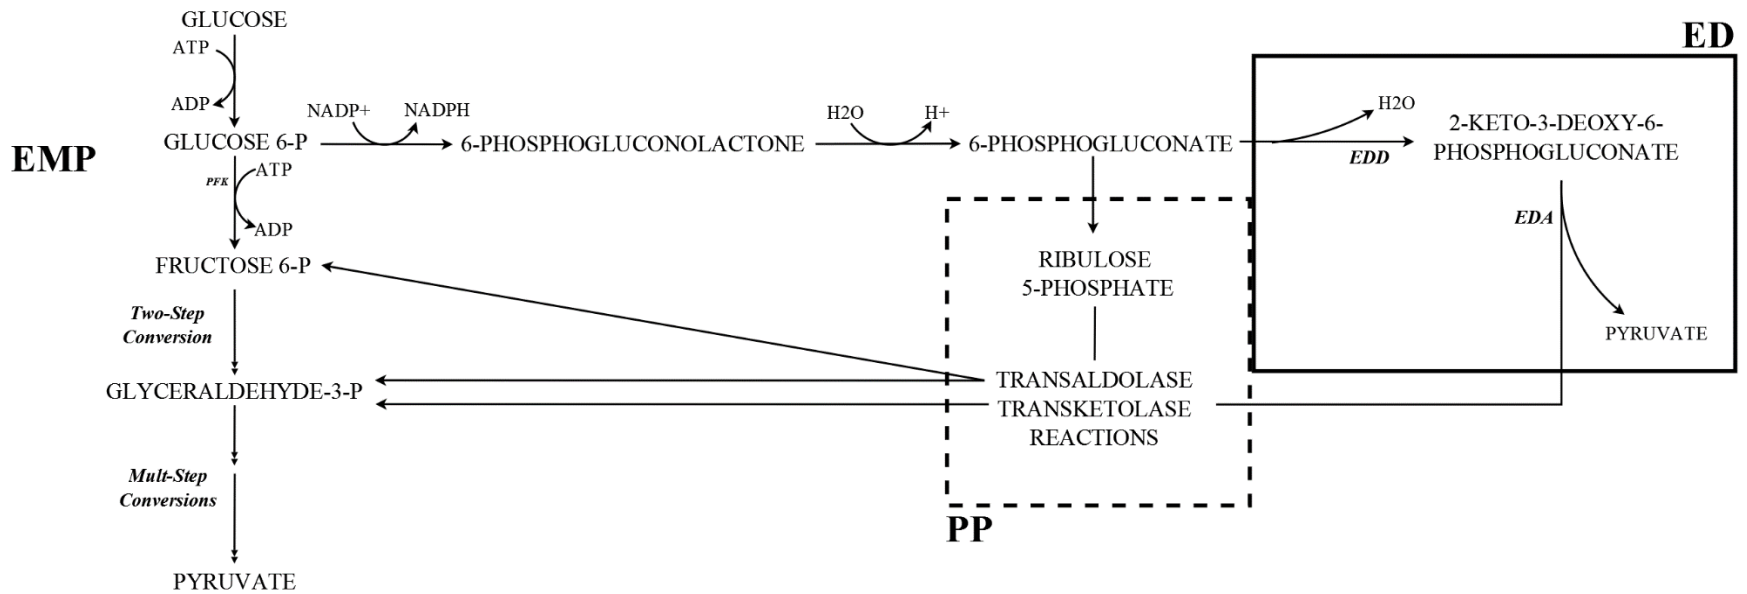 GLUCOSE
ATP
ADP
EMP
GLUCOSE 6-P
NADP+
NADPH
6-PHOSPHOGLUCONOLACTONE
H2O
H+
6-PHOSPHOGLUCONATE
ED
H2O
EDD
2-KETO-3-DEOXY-6-
PHOSPHOGLUCONATE
EDA
PYRUVATE
PFK
ATP
ADP
FRUCTOSE 6-P
Two-Step
Conversion
GLYCERALDEHYDE-3-P
Mult-Step
Conversions
PYRUVATE
RIBULOSE
5-PHOSPHATE
TRANSALDOLASE
TRANSKETOLASE
REACTIONS
PP